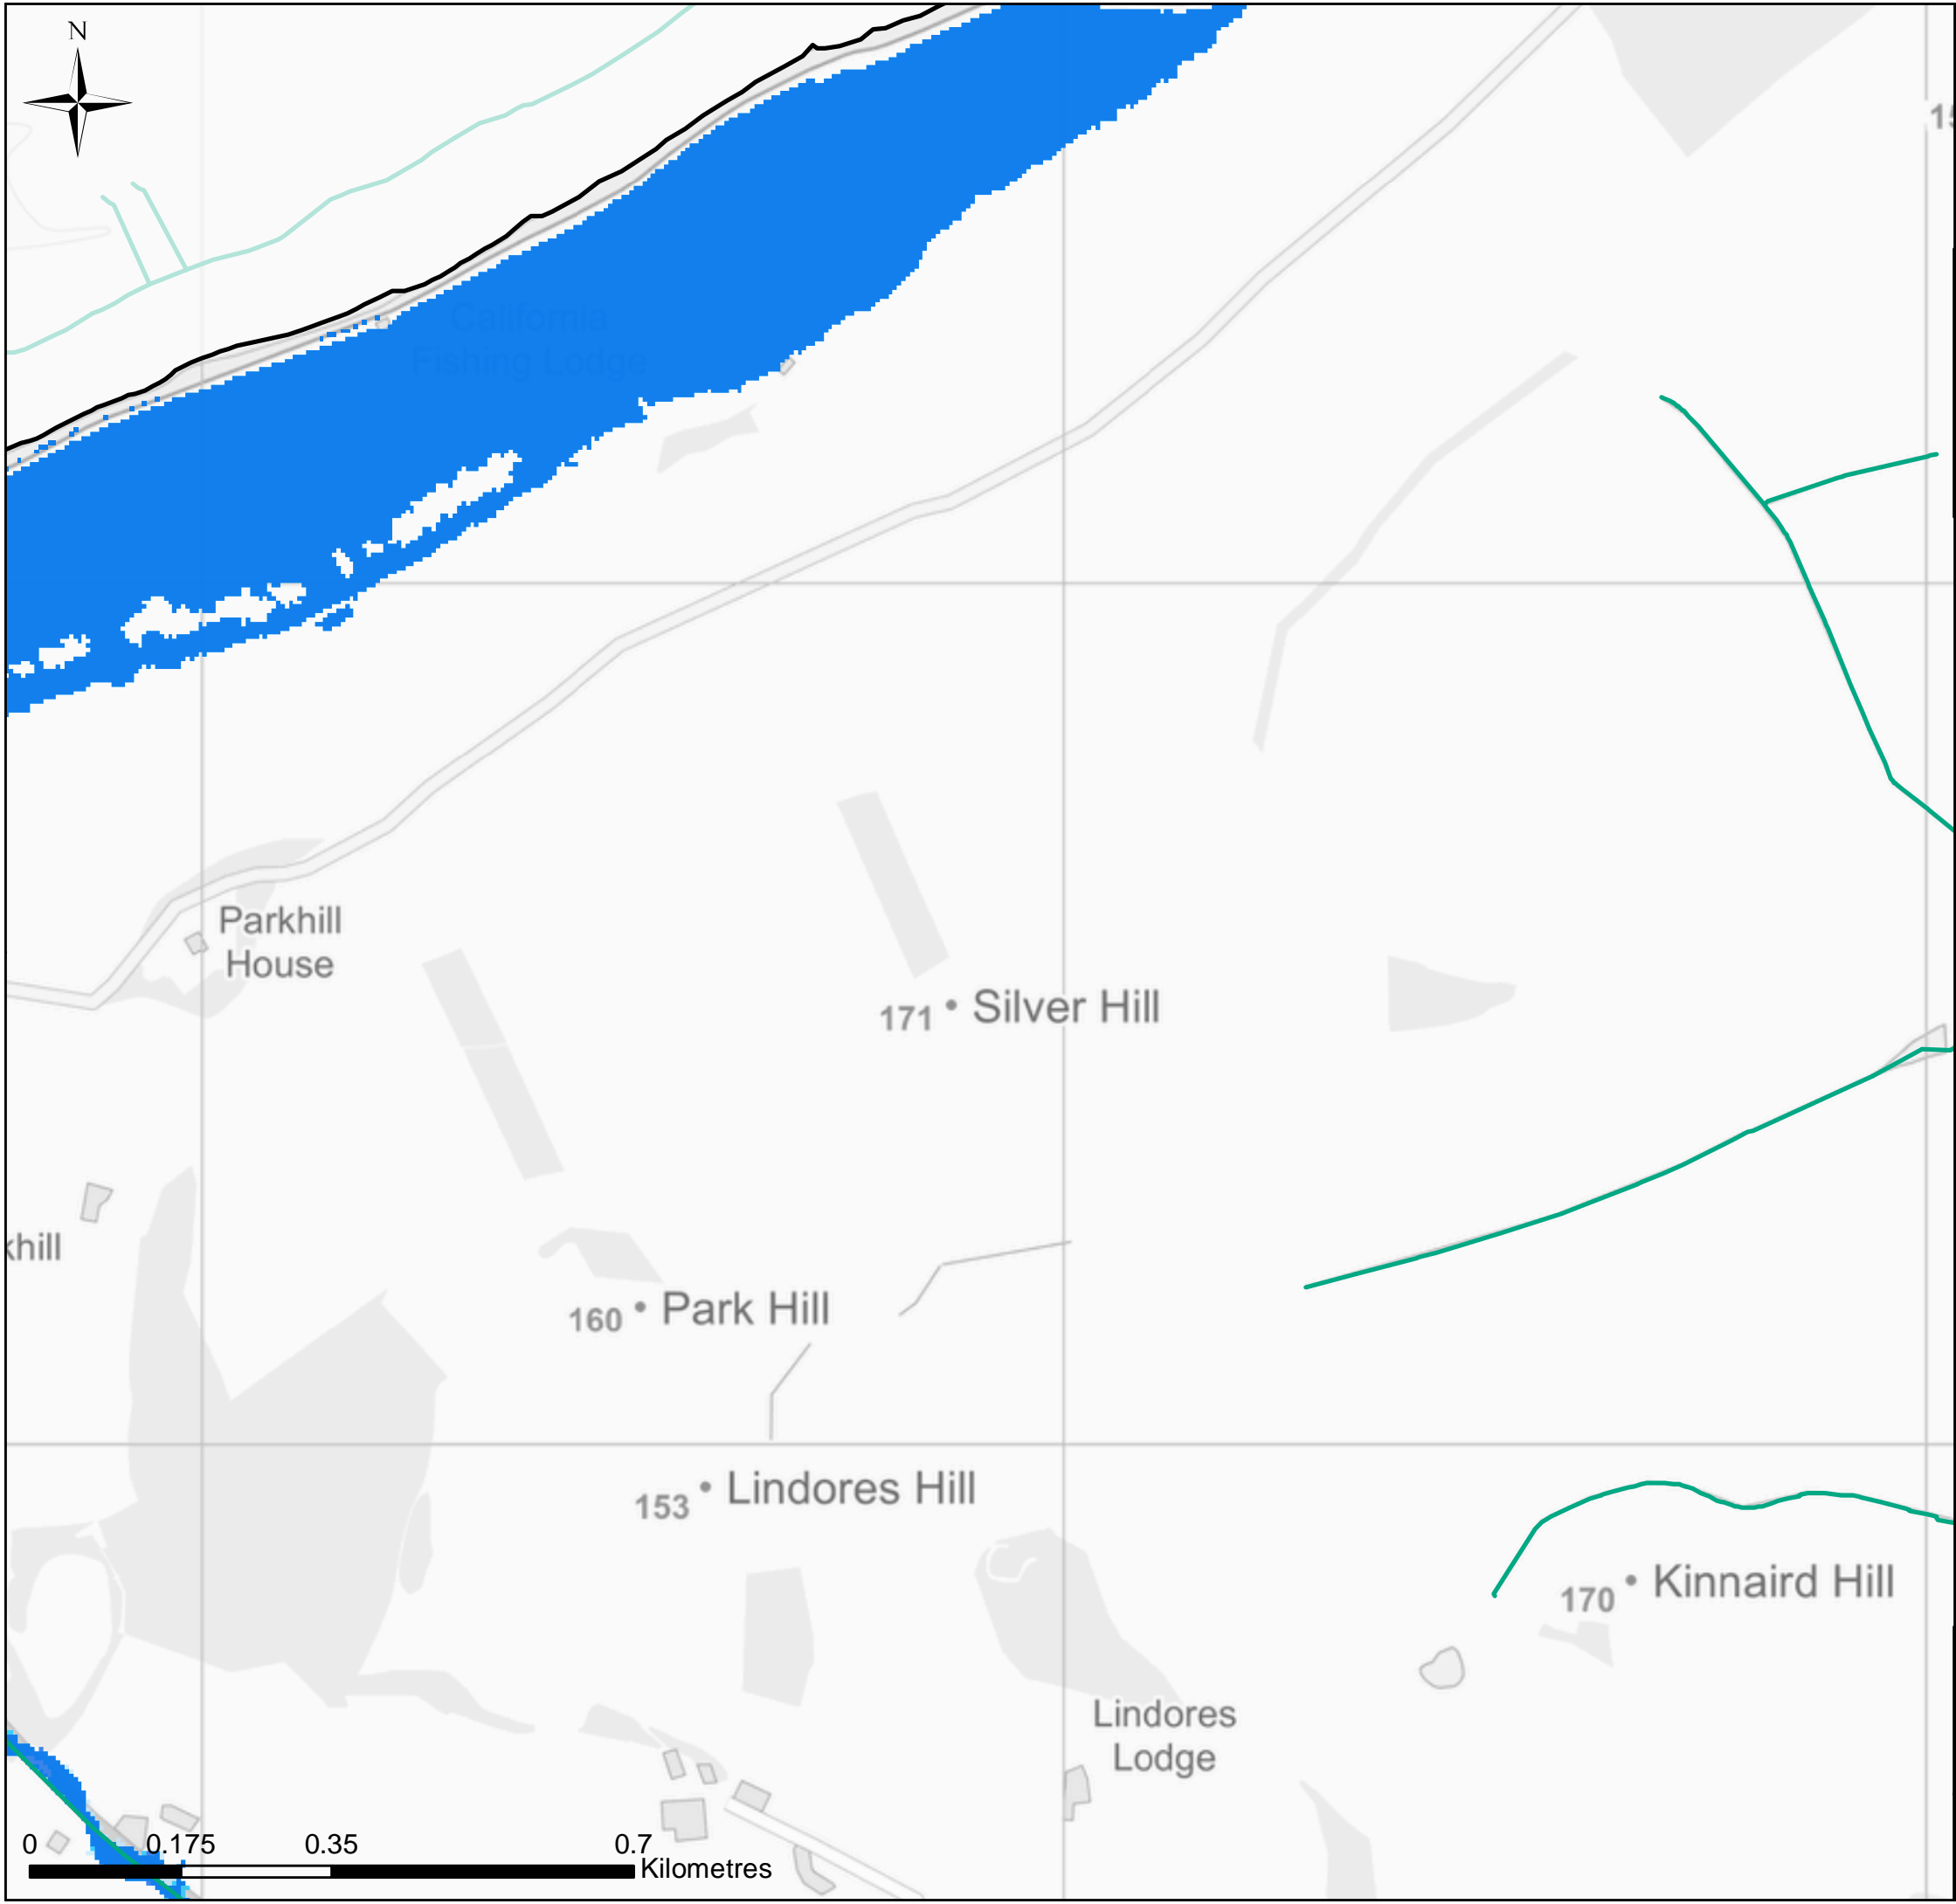 N
California
Fishing Lodge
Parkhill
House
171 • Silver Hill
khill
160 • Park Hill
153 • Lindores Hill
170 • Kinnaird Hill
Lindores
Lodge
0 0.175 0.35 0.7
Kilometres